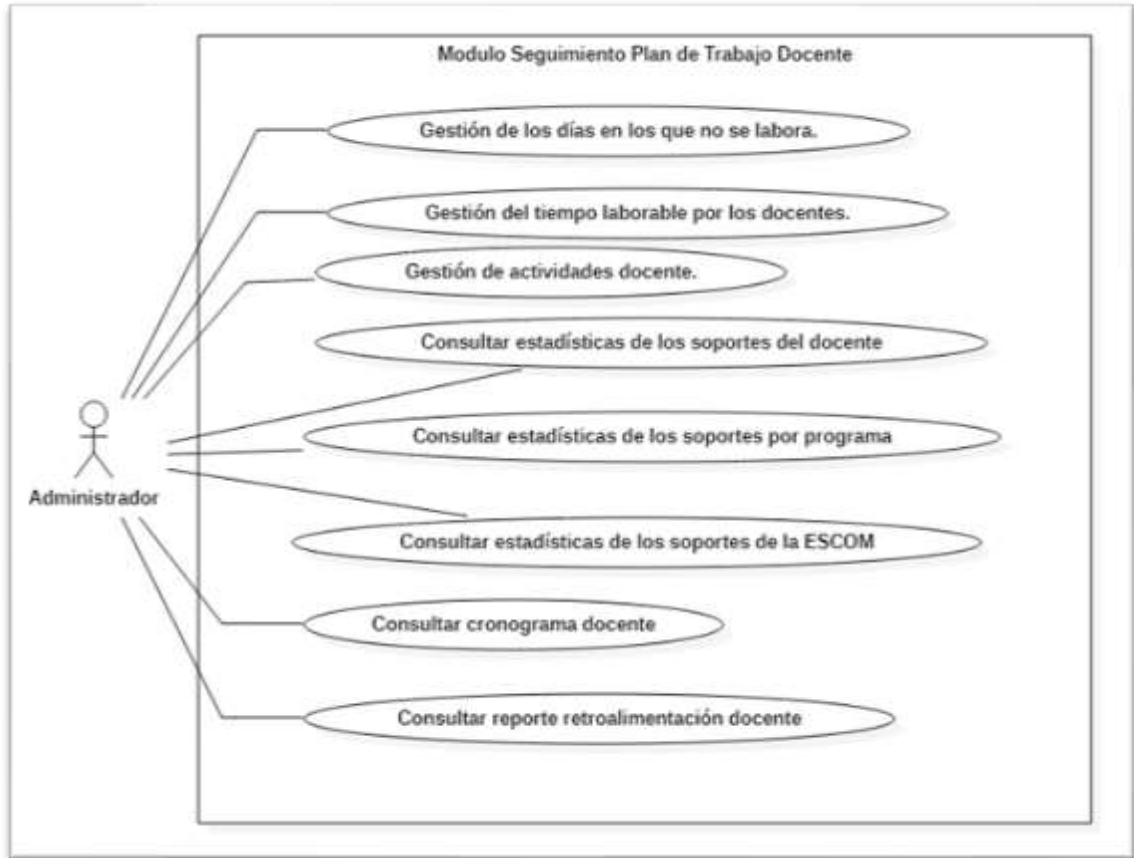 Modulo Seguimiento Plan de Trabajo Docente
Gestión de los días en los que no se labora.
Gestión del tiempo laborable por los docentes.
Gestión de actividades docente.
Consultar estadísticas de los soportes del docente
Consultar estadísticas de los soportes por programa
Administrador
Consultar estadísticas de los soportes de la ESCOM
Consultar cronograma docente
Consultar reporte retroalimentación docente